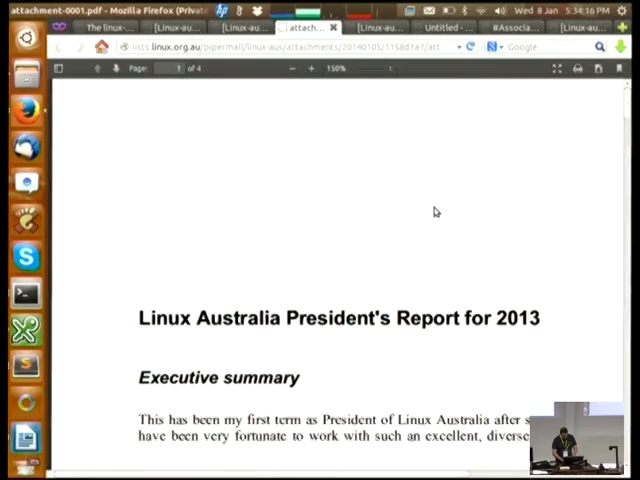 attachment-0001.pdf - Mozilla Firefox (Private
Wed 8 Jan 5:34:16 PM
The linux-...
[Linux-au...
[Linux-au...
attach...
[Linux-au...
Untitled -...
#Associa...
[Linux-au...
lists.linux.org.au/pipermail/linux-aus/attachments/20140105/1158d1a7/att
Google
Page: 1 of 4
150%
Linux Australia President's Report for 2013
Executive summary
This has been my first term as President of Linux Australia after s
have been very fortunate to work with such an excellent, diverse